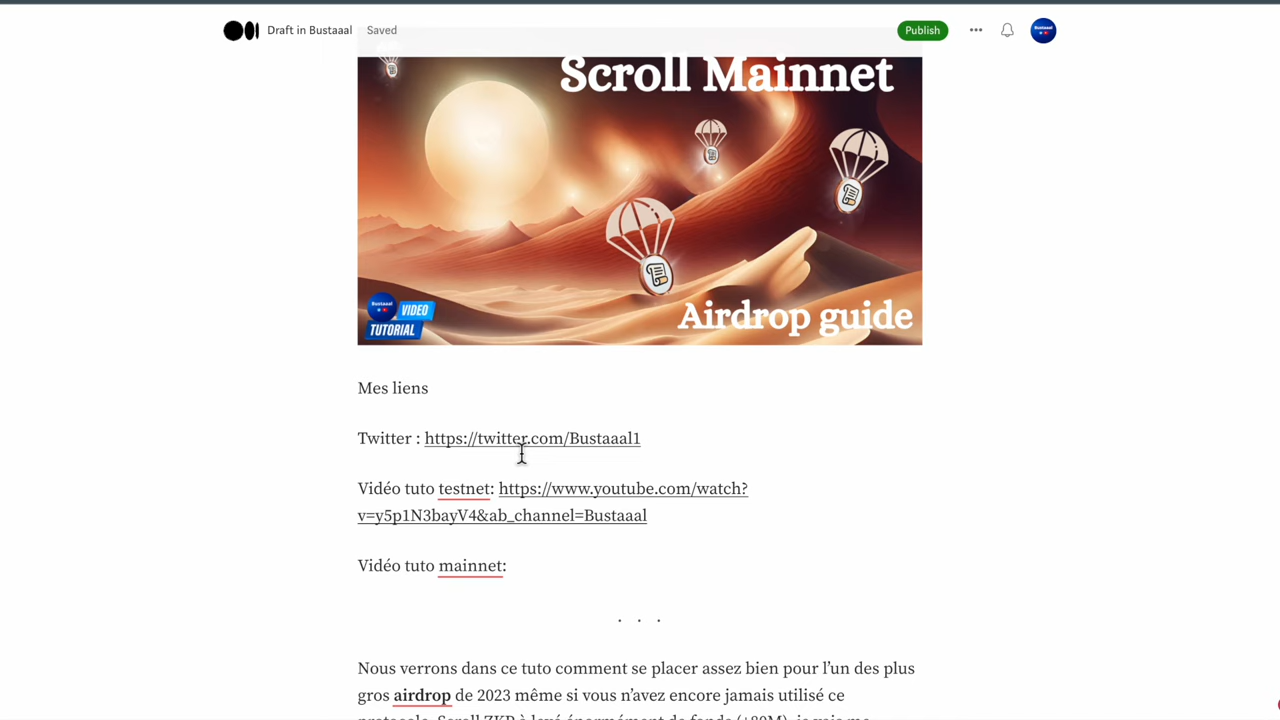 Draft in Bustaaal Saved Publish
Scroll Mainnet
Bustaaal VIDEO
TUTORIAL
Airdrop guide
Mes liens
Twitter : https://twitter.com/Bustaaal1
Vidéo tuto testnet: https://www.youtube.com/watch?
v=y5p1N3bayV4&ab_channel=Bustaaal
Vidéo tuto mainnet:
Nous verrons dans ce tuto comment se placer assez bien pour l'un des plus
gros airdrop de 2023 même si vous n'avez encore jamais utilisé ce